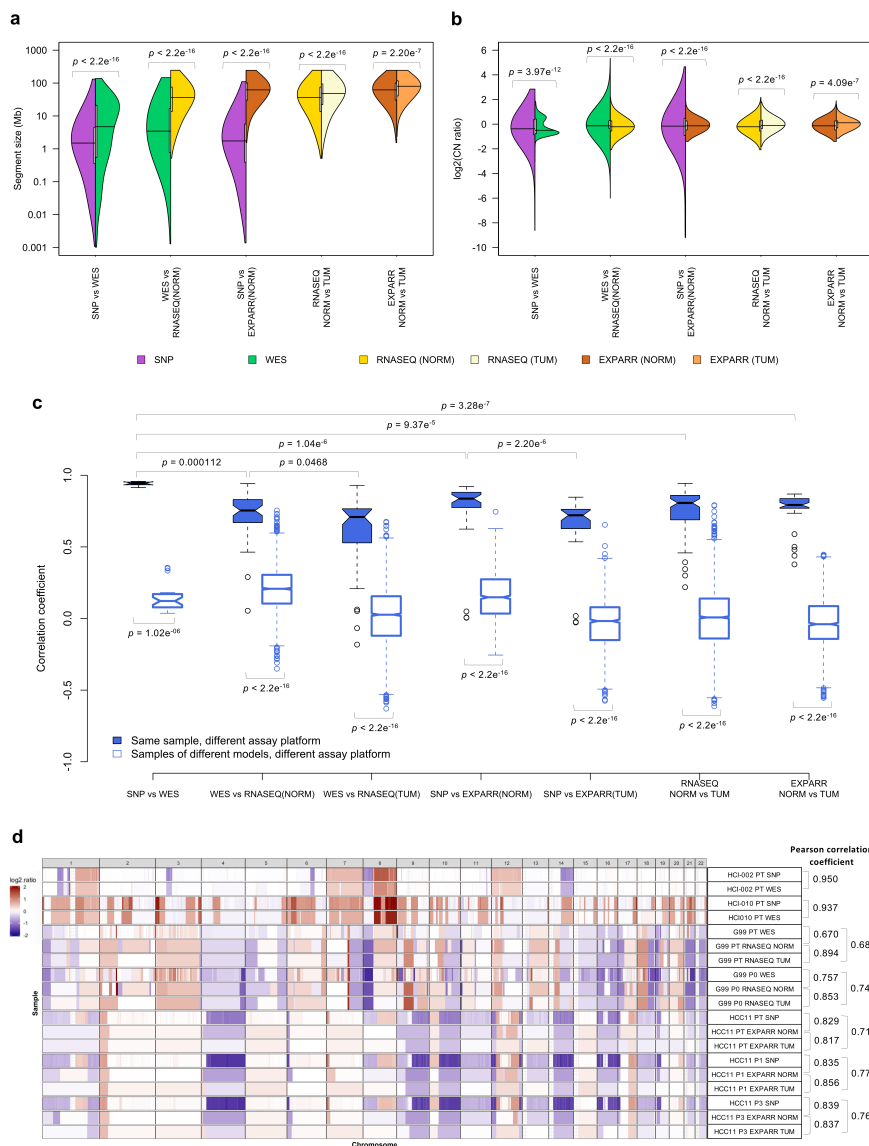 a
b
p < 2.2e-16
p < 2.2e-16
p < 2.2e-16
p < 2.2e-16
p = 2.20e-7
Segment size (Mb)
1000
100
10
1
0.1
0.01
0.001
SNP vs WES
WES vs RNASEQ(NORM)
SNP vs EXPARR(NORM)
RNASEQ NORM vs TUM
EXPARR NORM vs TUM
p = 3.97e-12
p < 2.2e-16
p < 2.2e-16
p < 2.2e-16
p = 4.09e-7
log2(CN ratio)
6
4
2
0
-2
-4
-6
-8
-10
SNP vs WES
WES vs RNASEQ(NORM)
SNP vs EXPARR(NORM)
RNASEQ NORM vs TUM
EXPARR NORM vs TUM
SNP WES RNASEQ (NORM) RNASEQ (TUM) EXPARR (NORM) EXPARR (TUM)
c
p = 3.28e-7
p = 9.37e-5
p = 1.04e-6
p = 2.20e-6
p = 0.000112
p = 0.0468
Correlation coefficient
1.0
0.5
0.0
-0.5
-1.0
p = 1.02e-06
p < 2.2e-16
p < 2.2e-16
p < 2.2e-16
p < 2.2e-16
p < 2.2e-16
p < 2.2e-16
Same sample, different assay platform
Samples of different models, different assay platform
SNP vs WES
WES vs RNASEQ(NORM)
WES vs RNASEQ(TUM)
SNP vs EXPARR(NORM)
SNP vs EXPARR(TUM)
RNASEQ
NORM vs TUM
EXPARR
NORM vs TUM
d
Pearson correlation
coefficient
1 2 3 4 5 6 7 8 9 10 11 12 13 14 15 16 17 18 19 20 21 22
log2.ratio
2
1
0
-1
-2
Sample
HCI-002 PT SNP
HCI-002 PT WES
0.950
HCI-010 PT SNP
HCI010 PT WES
0.937
G99 PT WES
G99 PT RNASEQ NORM
G99 PT RNASEQ TUM
0.670
0.894
0.68
G99 P0 WES
G99 P0 RNASEQ NORM
G99 P0 RNASEQ TUM
0.757
0.853
0.74
HCC11 PT SNP
HCC11 PT EXPARR NORM
HCC11 PT EXPARR TUM
0.829
0.817
0.71
HCC11 P1 SNP
HCC11 P1 EXPARR NORM
HCC11 P1 EXPARR TUM
0.835
0.856
0.77
HCC11 P3 SNP
HCC11 P3 EXPARR NORM
HCC11 P3 EXPARR TUM
0.839
0.837
0.76
Chromosome